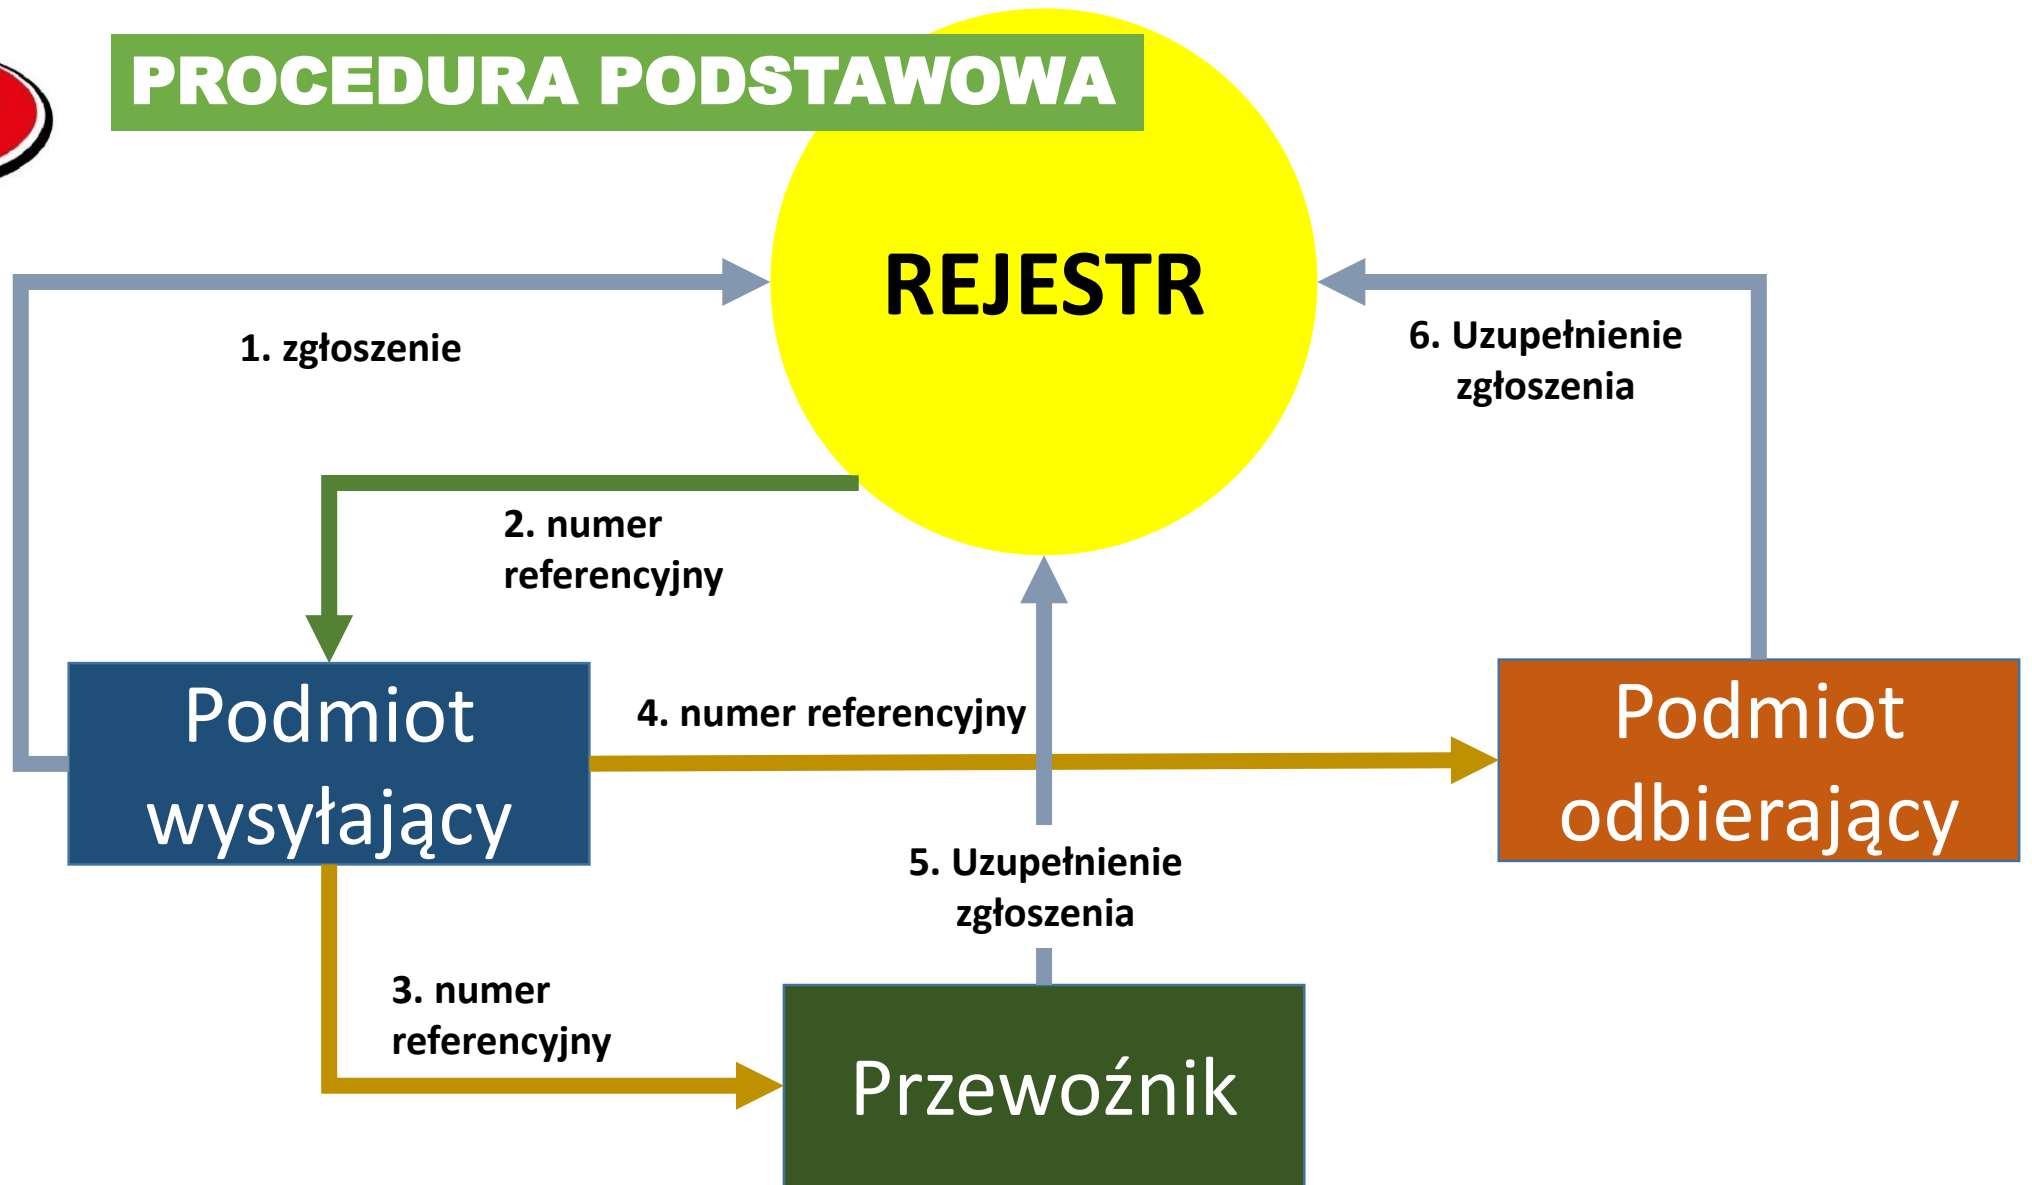 PROCEDURA PODSTAWOWA
REJESTR
1. zgłoszenie
6. Uzupełnienie
zgłoszenia
2. numer
referencyjny
Podmiot
wysyłający
4. numer referencyjny
Podmiot
odbierający
5. Uzupełnienie
zgłoszenia
3. numer
referencyjny
Przewoźnik